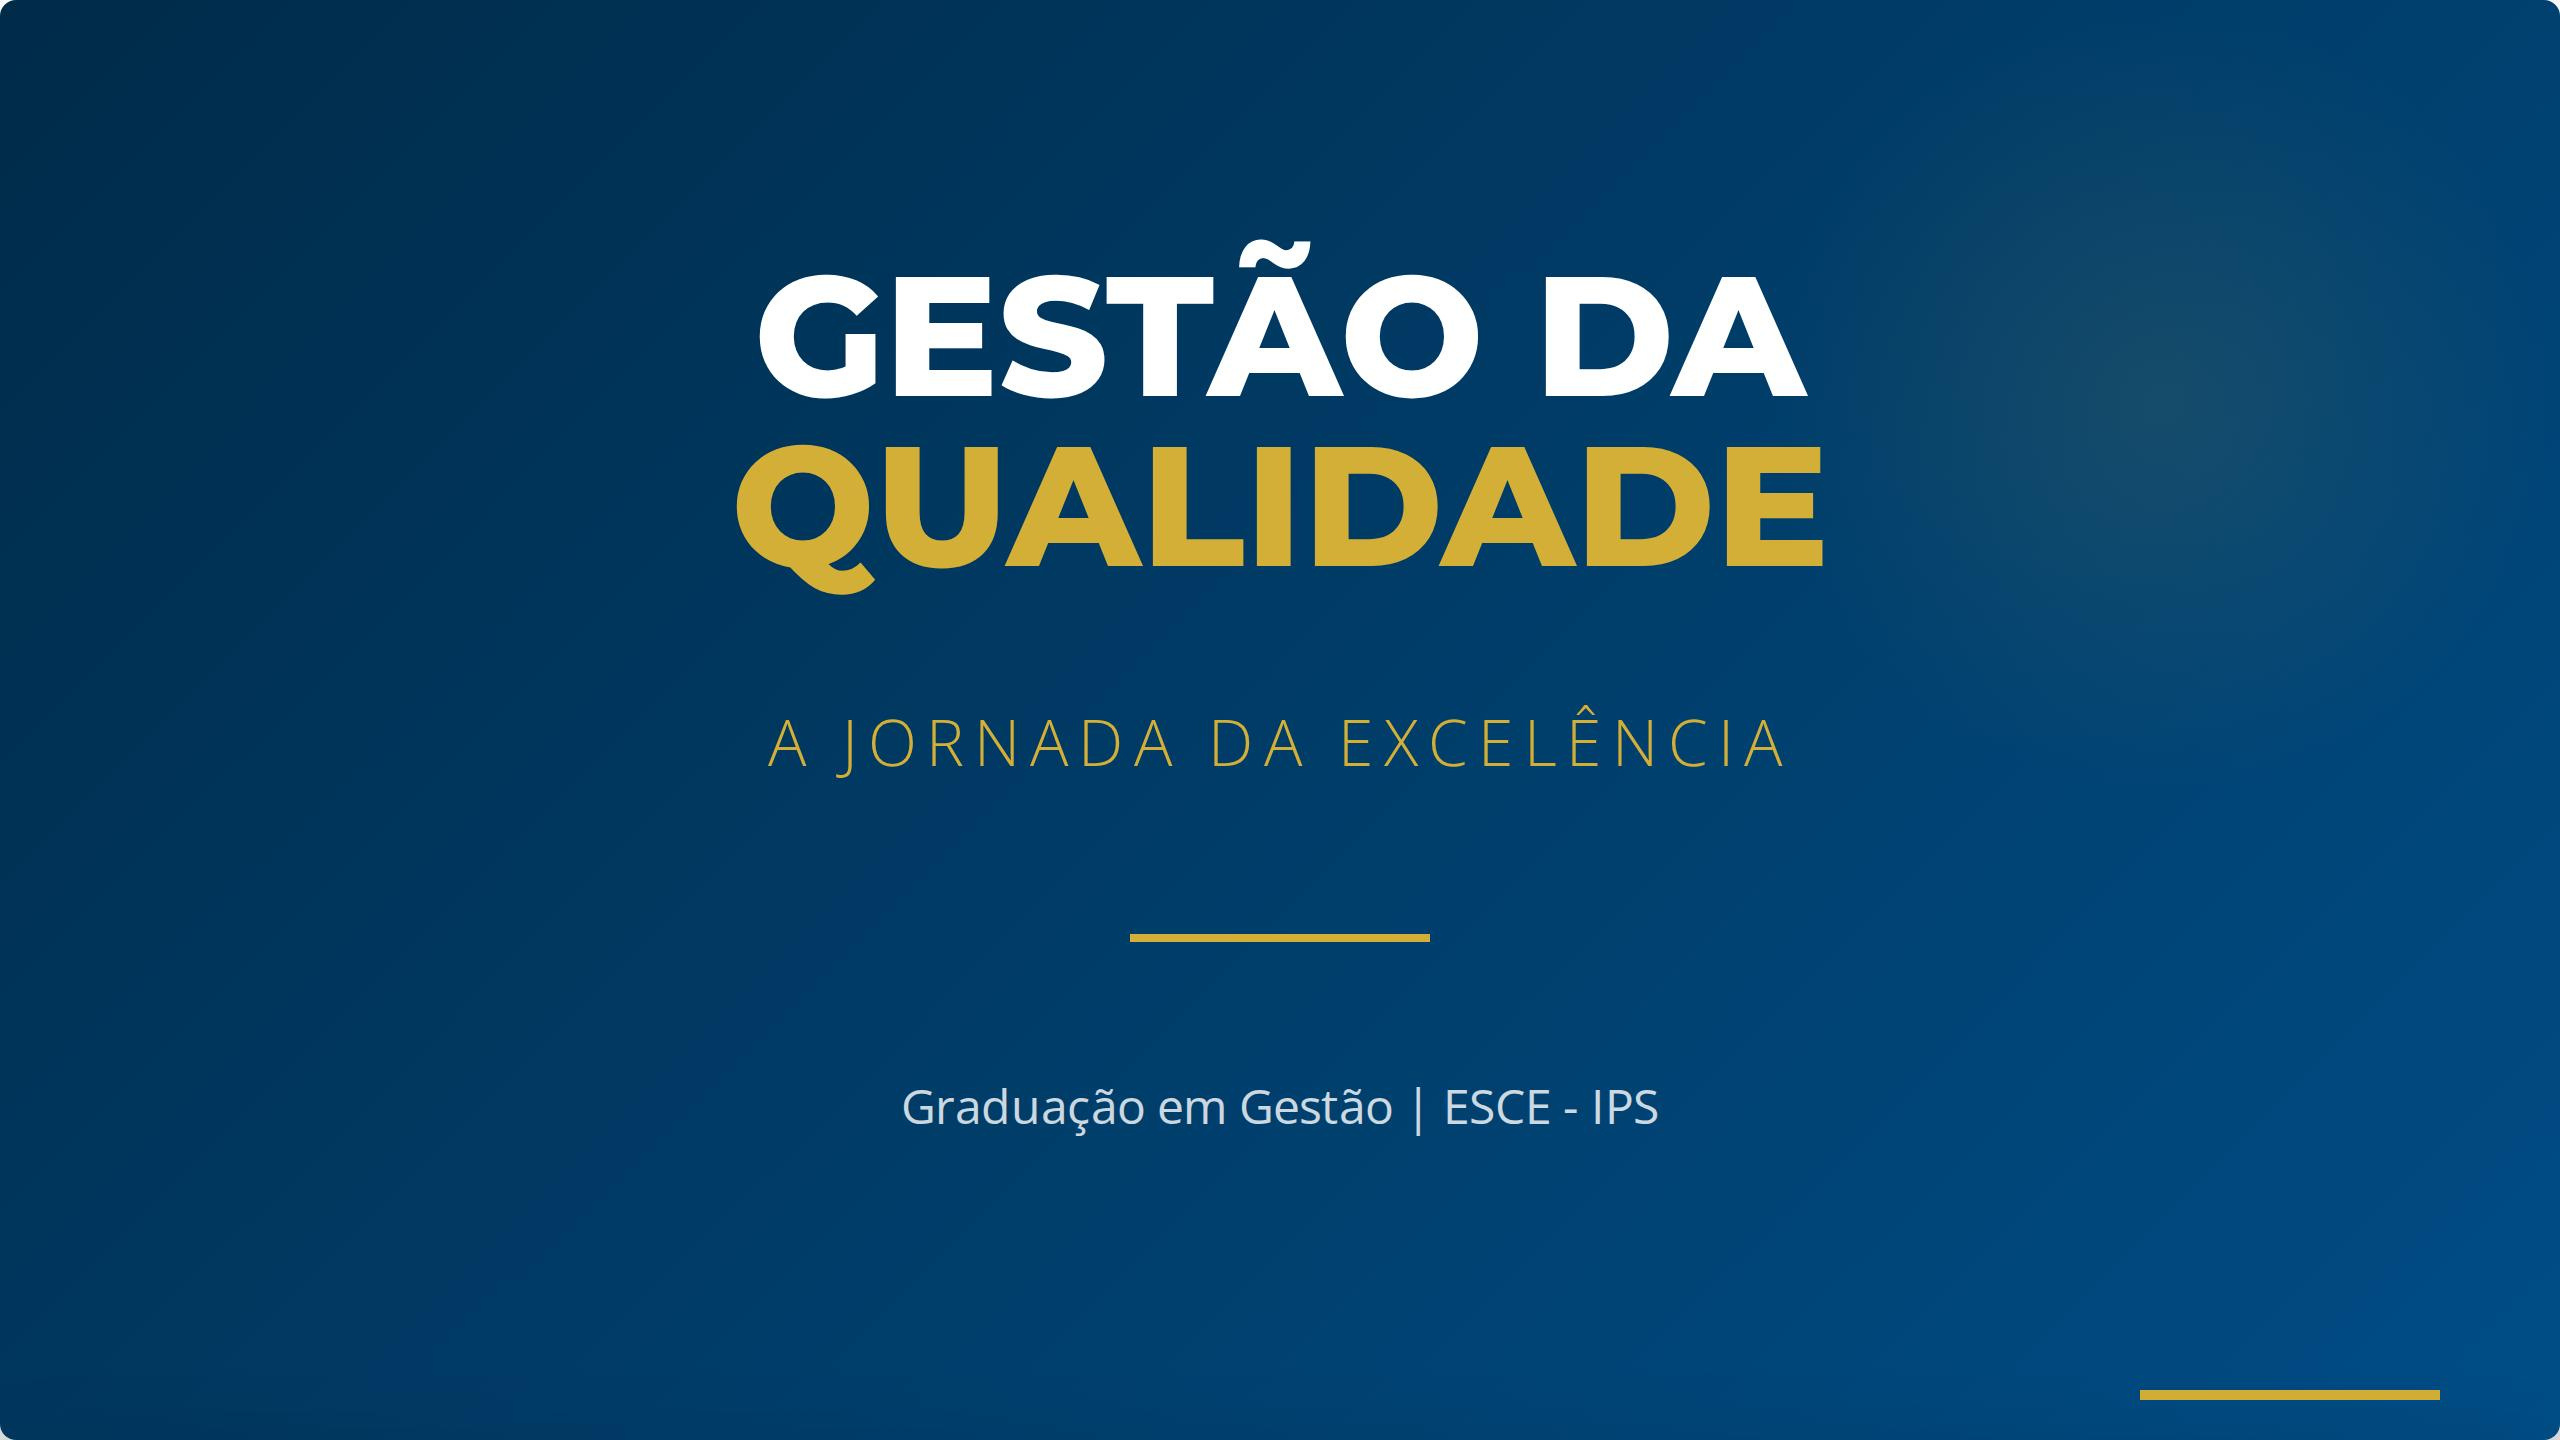 GESTÃO DA
QUALIDADE
A JORNADA DA EXCELÊNCIA
Graduação em Gestão | ESCE - IPS